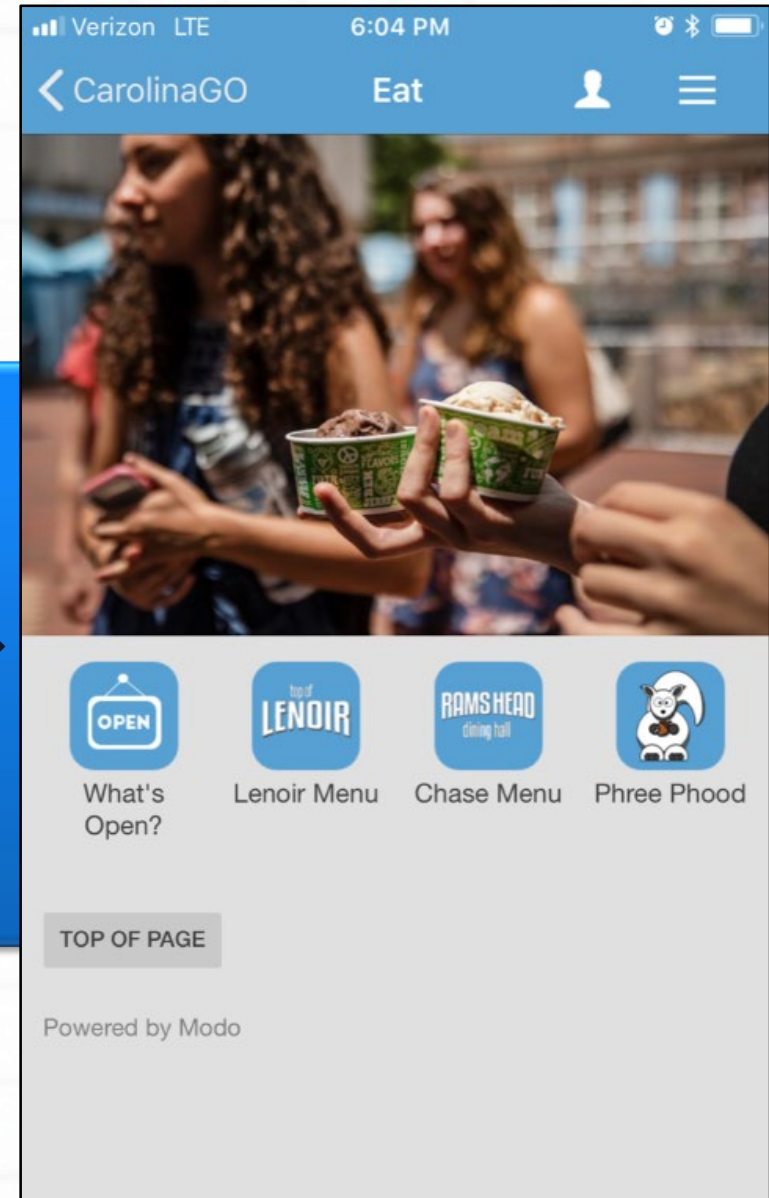 Verizon LTE 6:04 PM
CarolinaGO Eat
OPEN
top of
LENOIR
RAMS HEAD
dining hall
What's
Open?
Lenoir Menu
Chase Menu
Phree Phood
TOP OF PAGE
Powered by Modo